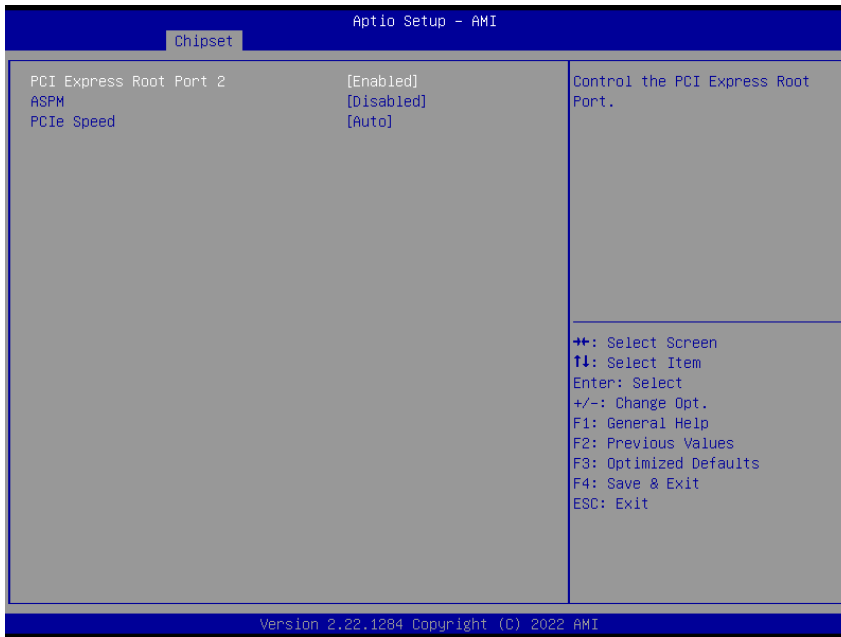 Aptio Setup - AMI
Chipset
PCI Express Root Port 2 [Enabled]
ASPM [Disabled]
PCIe Speed [Auto]
Control the PCI Express Root
Port.
→←: Select Screen
↑↓: Select Item
Enter: Select
+/-: Change Opt.
F1: General Help
F2: Previous Values
F3: Optimized Defaults
F4: Save & Exit
ESC: Exit
Version 2.22.1284 Copyright (C) 2022 AMI